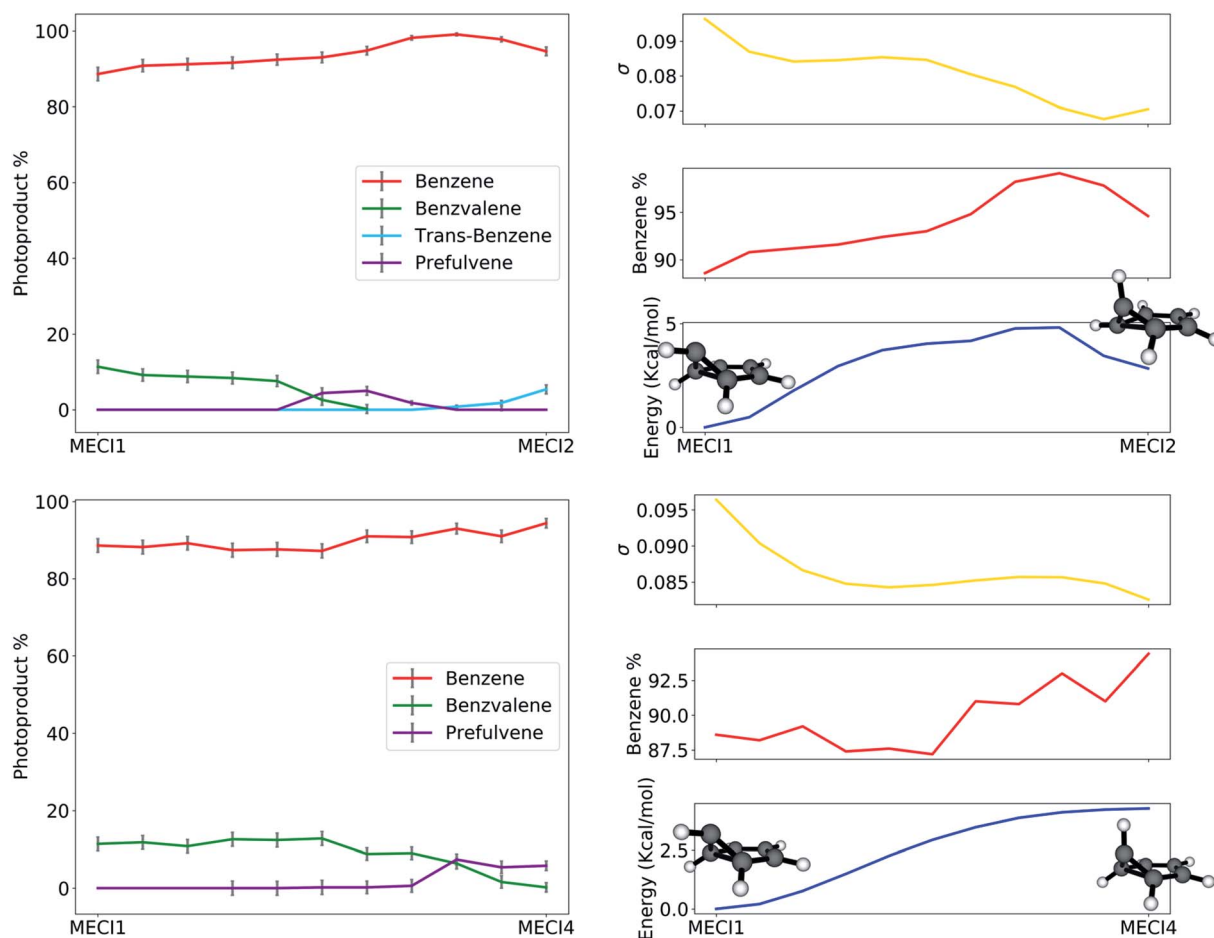 100
80
60
40
20
0
Photoproduct %
Benzene
Benzvalene
Trans-Benzene
Prefulvene
MECI1
MECI2
0.09
0.08
0.07
σ
95
90
Benzene %
5
0
Energy (Kcal/mol)
MECI1
MECI2
100
80
60
40
20
0
Photoproduct %
Benzene
Benzvalene
Prefulvene
MECI1
MECI4
0.095
0.090
0.085
σ
92.5
90.0
87.5
Benzene %
2.5
0.0
Energy (Kcal/mol)
MECI1
MECI4